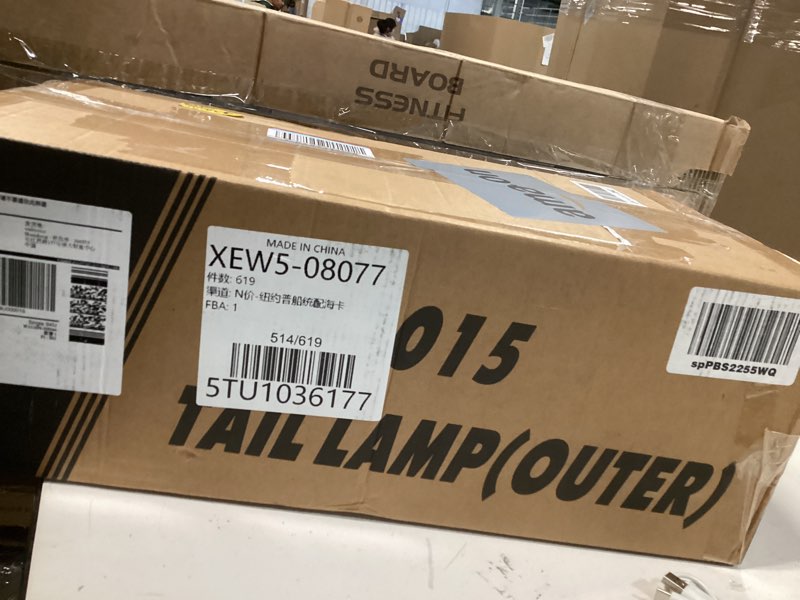 FITNESS
BOARD
MADE IN CHINA
XEW5-08077
件数: 619
渠道: N价-纽约普船统配海卡
FBA: 1
514/619
5TU1036177
015
TAIL LAMP(OUTER)
spPBS2255WQ